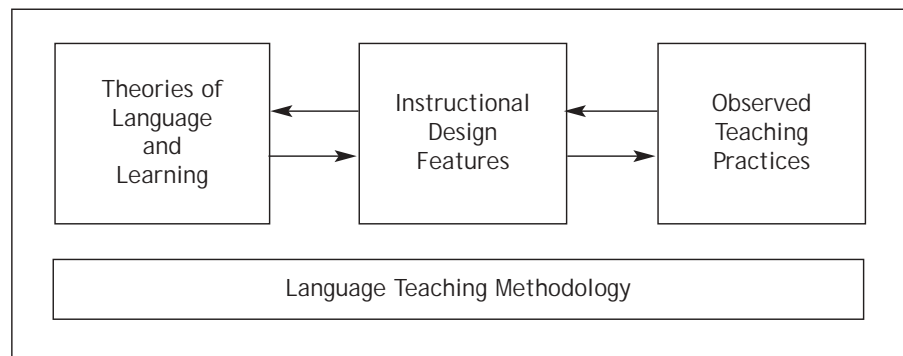 Theories of
Language
and
Learning
Instructional
Design
Features
Observed
Teaching
Practices
Language Teaching Methodology